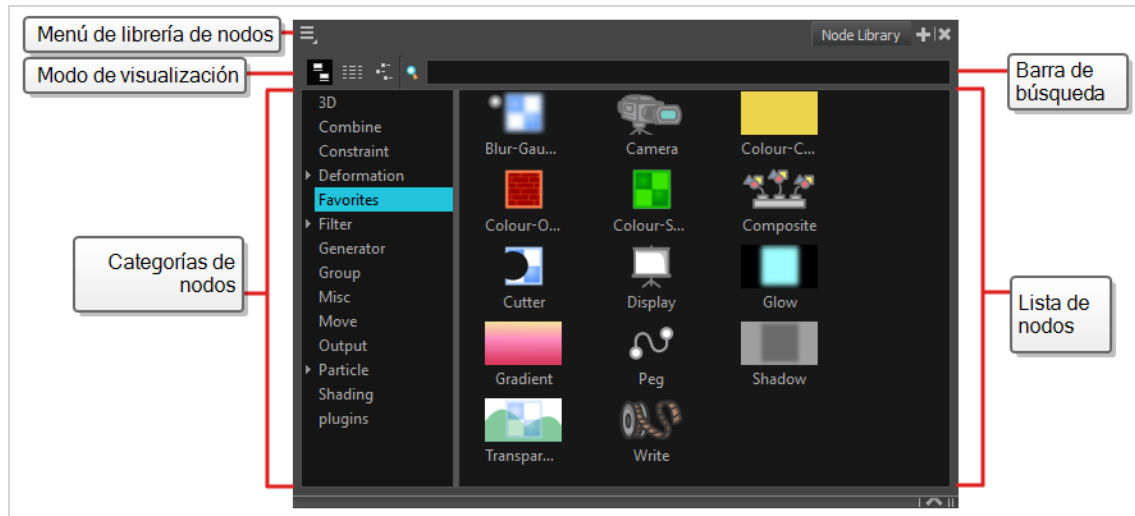 Menú de librería de nodos
Node Library
Modo de visualización
Barra de
búsqueda
3D
Combine
Constraint
Deformation
Favorites
Filter
Generator
Group
Misc
Move
Output
Particle
Shading
plugins
Blur-Gau...
Camera
Colour-C...
Colour-O...
Colour-S...
Composite
Cutter
Display
Glow
Gradient
Peg
Shadow
Transpar...
Write
Categorías de
nodos
Lista de
nodos